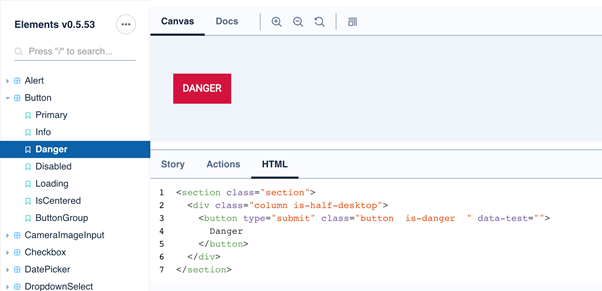 Elements v0.5.53
Press "/" to search...
Alert
Button
Primary
Info
Danger
Disabled
Loading
IsCentered
ButtonGroup
CameraImageInput
Checkbox
DatePicker
DropdownSelect
Canvas Docs
DANGER
Story Actions HTML
1 <section class="section">
2 <div class="column is-half-desktop">
3 <button type="submit" class="button  is-danger  " data-test="">
4 Danger
5 </button>
6 </div>
7 </section>